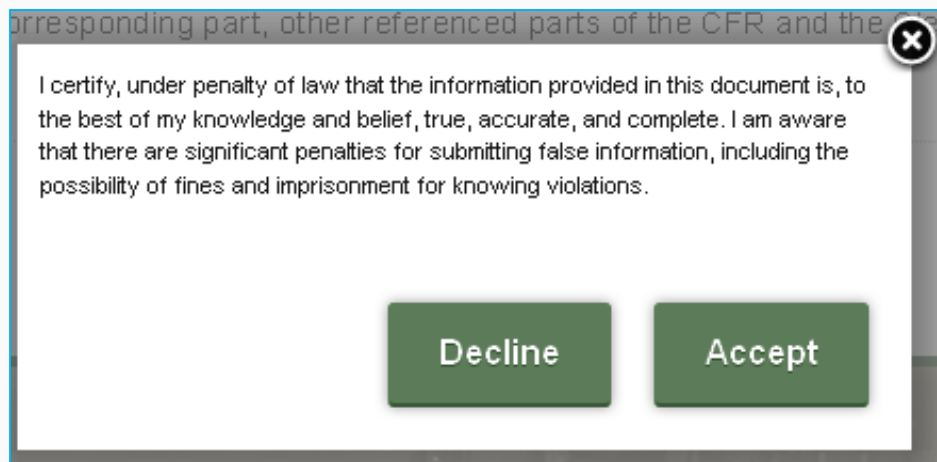 orresponding part, other referenced parts of the CFR and the
I certify, under penalty of law that the information provided in this document is, to
the best of my knowledge and belief, true, accurate, and complete. I am aware
that there are significant penalties for submitting false information, including the
possibility of fines and imprisonment for knowing violations.
Decline Accept